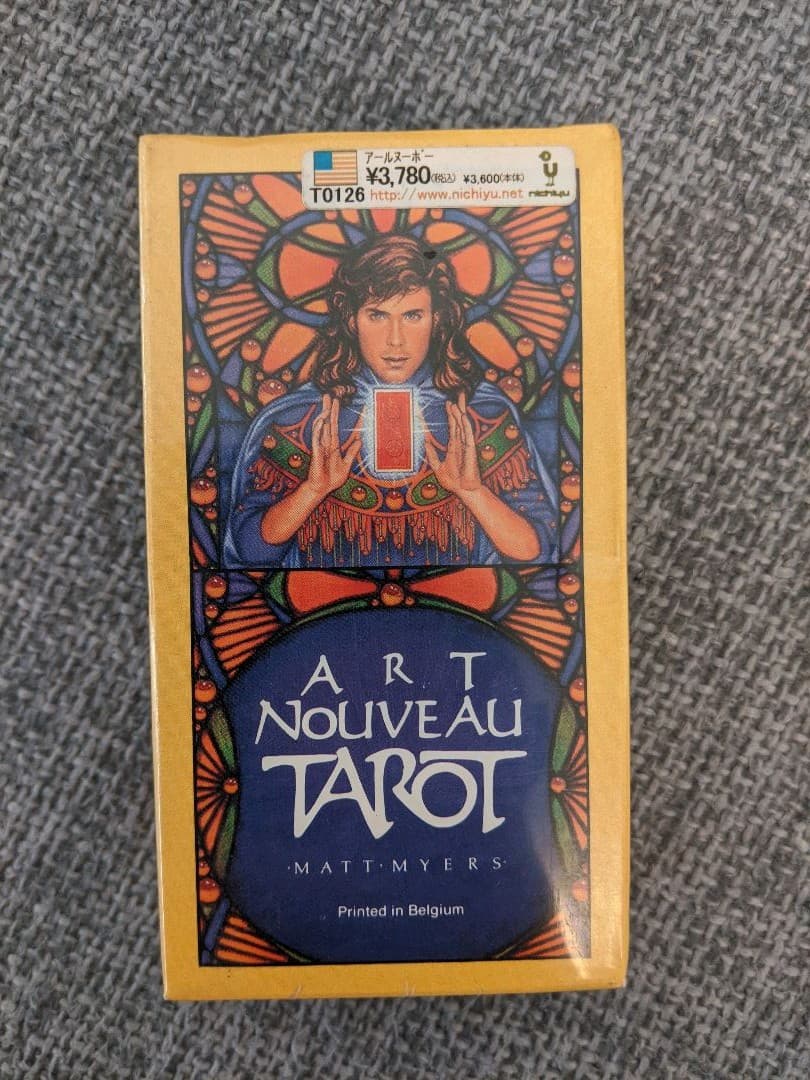 アールヌーボー
¥3,780(税込) ¥3,600(本体)
T0126 http://www.nichiyu.net nichiyu
ART
NOUVEAU
TAROT
·MATT·MYERS·
Printed in Belgium